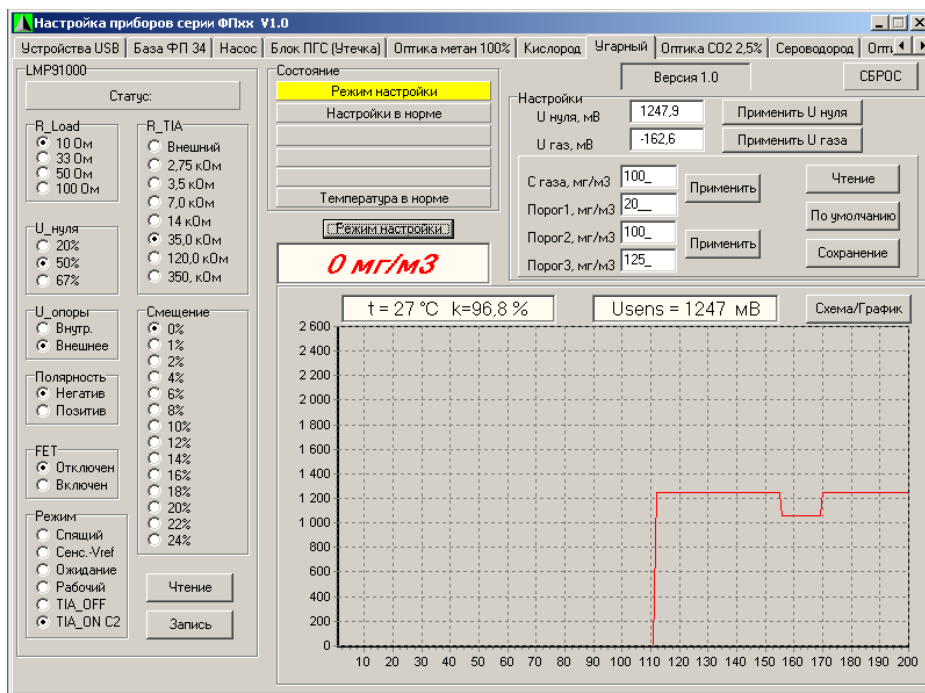 Настройка приборов серии ФПхх V1.0
Устройства USB
База ФП 34
Насос
Блок ПГС (Утечка)
Оптика метан 100%
Кислород
Угарный
Оптика CO2 2,5%
Сероводород
LMP91000
Статус:
R_Load
10 Ом
33 Ом
50 Ом
100 Ом
U_нуля
20%
50%
67%
U_опоры
Внутр.
Внешнее
Полярность
Негатив
Позитив
FET
Отключен
Включен
Режим
Спящий
Сенс.-Vref
Ожидание
Рабочий
TIA_OFF
TIA_ON C2
R_TIA
Внешний
2,75 кОм
3,5 кОм
7,0 кОм
14 кОм
35,0 кОм
120,0 кОм
350, кОм
Смещение
0%
1%
2%
4%
6%
8%
10%
12%
14%
16%
18%
20%
22%
24%
Чтение
Запись
Состояние
Режим настройки
Настройки в норме
Температура в норме
Режим настройки
0 мг/м3
Версия 1.0
СБРОС
Настройки
U нуля, мВ 1247,9 Применить U нуля
U газ, мВ -162,6 Применить U газа
С газа, мг/м3 100_
Порог1, мг/м3 20__
Применить
Порог2, мг/м3 100_
Порог3, мг/м3 125_
Применить
Чтение
По умолчанию
Сохранение
t = 27 °C k=96,8 %
Usens = 1247 мВ
Схема/График
2 600
2 400
2 200
2 000
1 800
1 600
1 400
1 200
1 000
800
600
400
200
0
10 20 30 40 50 60 70 80 90 100 110 120 130 140 150 160 170 180 190 200